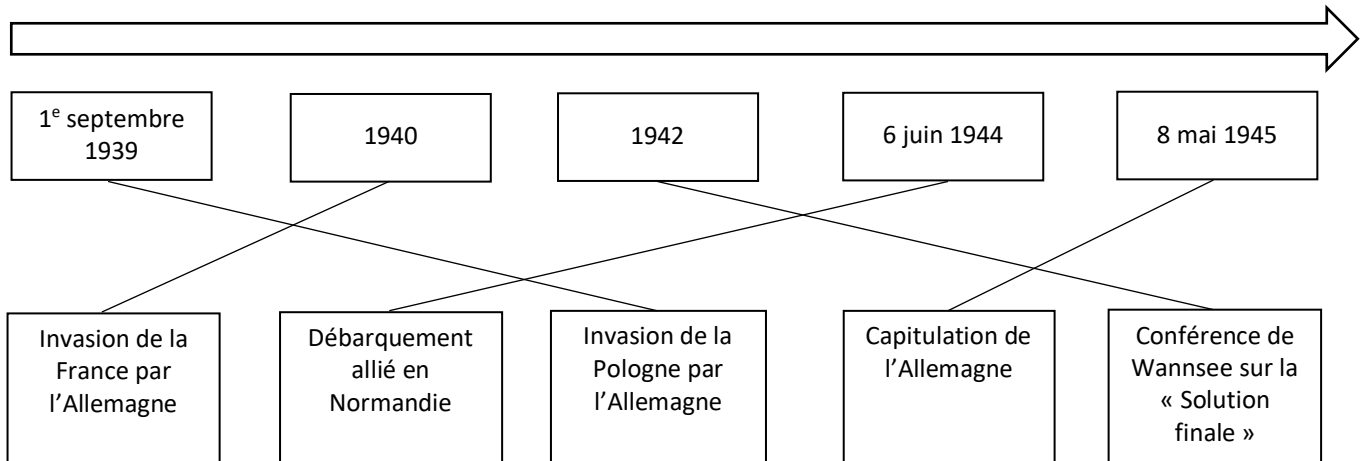 1e septembre
1939
1940
1942
6 juin 1944
8 mai 1945
Invasion de la
France par
l’Allemagne
Débarquement
allié en
Normandie
Invasion de la
Pologne par
l’Allemagne
Capitulation de
l’Allemagne
Conférence de
Wannsee sur la
« Solution
finale »